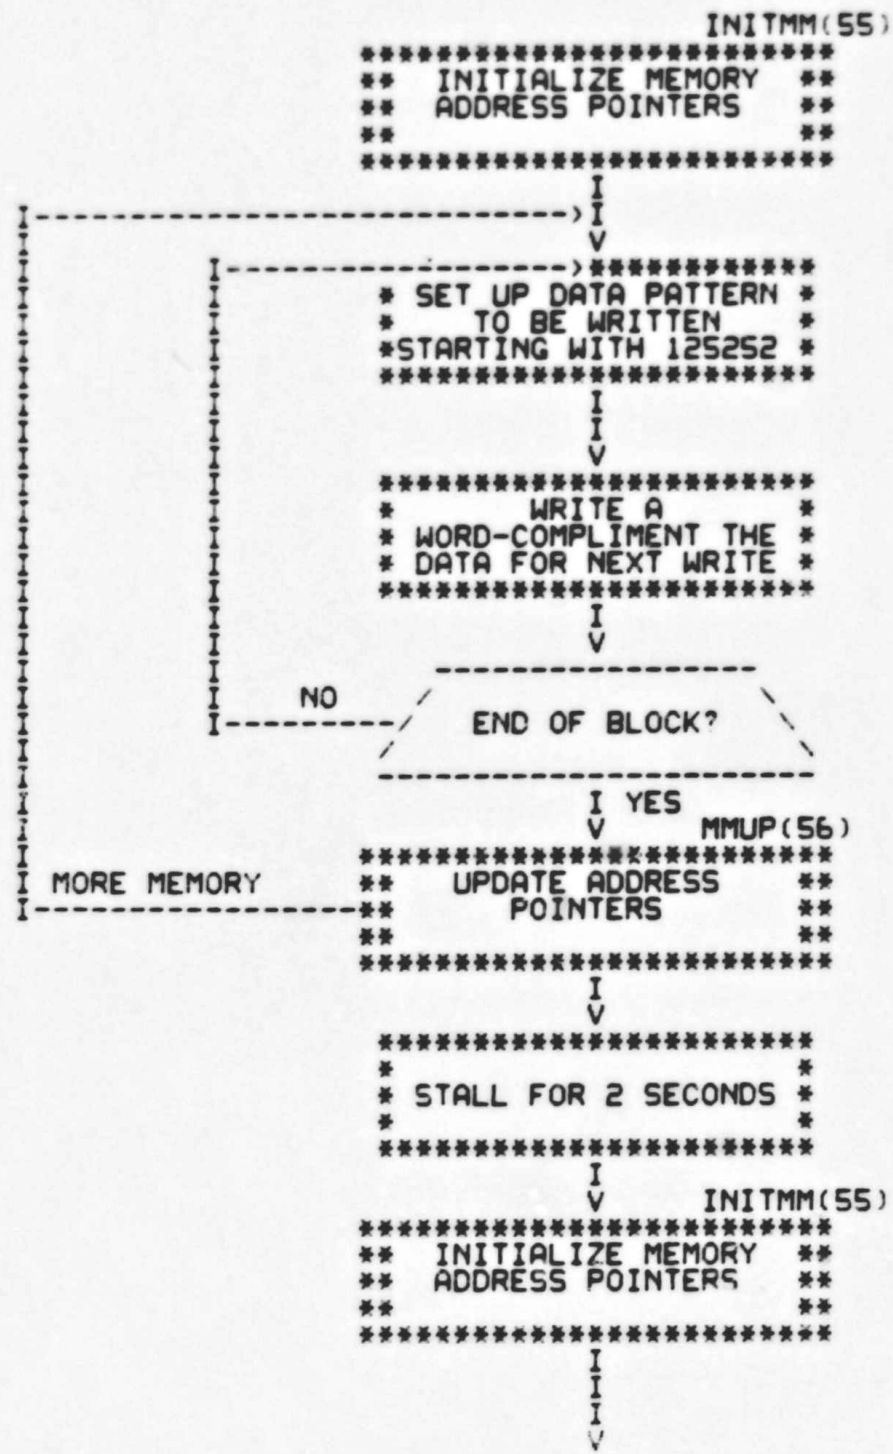 INITMM(55)
INITIALIZE MEMORY
ADDRESS POINTERS
SET UP DATA PATTERN
TO BE WRITTEN
STARTING WITH 125252
WRITE A
WORD-COMPLIMENT THE
DATA FOR NEXT WRITE
NO
END OF BLOCK?
YES
MMUP(56)
MORE MEMORY
UPDATE ADDRESS
POINTERS
STALL FOR 2 SECONDS
INITMM(55)
INITIALIZE MEMORY
ADDRESS POINTERS